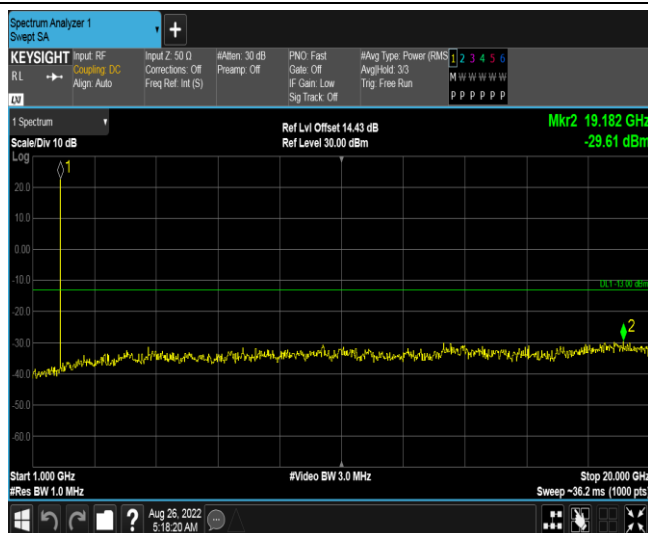 Spectrum Analyzer 1
Swept SA
+
KEYSIGHT
RL
LXI
Input: RF
Coupling: DC
Align: Auto
Input Z: 50 Ω
Corrections: Off
Freq Ref: Int (S)
#Atten: 30 dB
Preamp: Off
PNO: Fast
Gate: Off
IF Gain: Low
Sig Track: Off
#Avg Type: Power (RMS
Avg|Hold: 3/3
Trig: Free Run
1 2 3 4 5 6
M W W W W W
P P P P P P
1 Spectrum
Scale/Div 10 dB
Log
Ref Lvl Offset 14.43 dB
Ref Level 30.00 dBm
Mkr2 19.182 GHz
-29.61 dBm
1
20.0
10.0
0.00
-10.0
DL1 -13.00 dBm
-20.0
2
-30.0
-40.0
-50.0
-60.0
Start 1.000 GHz
#Res BW 1.0 MHz
#Video BW 3.0 MHz
Stop 20.000 GHz
Sweep ~36.2 ms (1000 pts)
?
Aug 26, 2022
5:18:20 AM